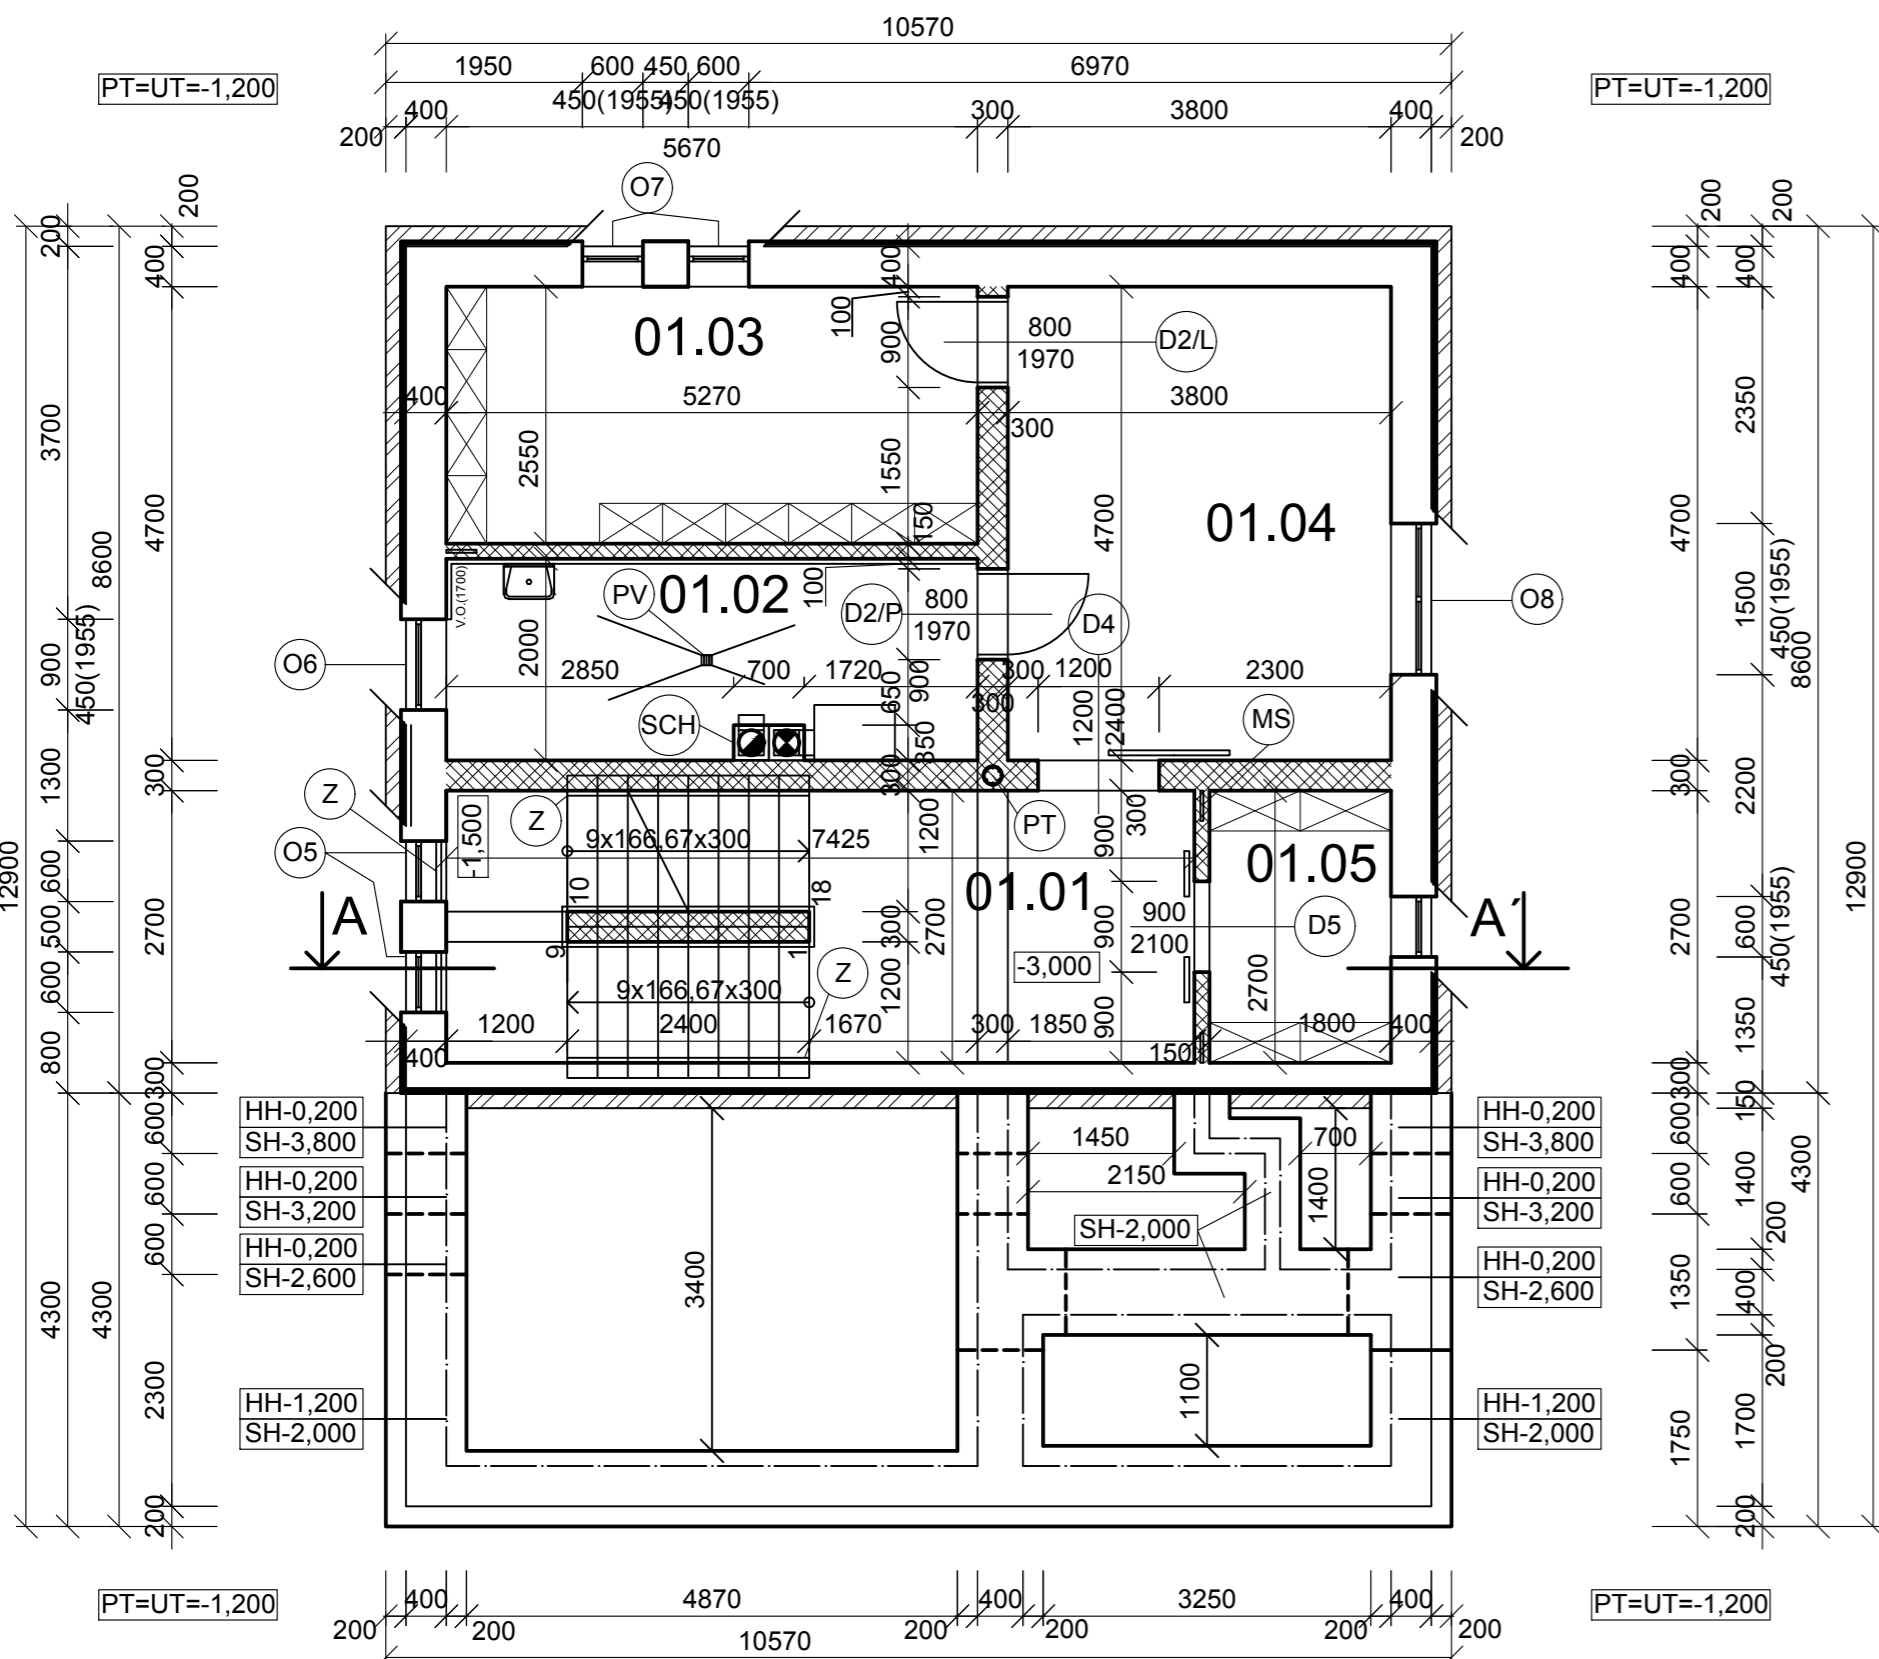 10570
1950 600 450 600 6970
PT=UT=-1,200 PT=UT=-1,200
400 450(1955) 450(1955) 300 3800 400
200 5670 200
O7
200 200 200 200
400 400 400 400
100 900 800 1970 D2/L
01.03
400 5270 300 3800
3700 4700 8600 2550 1550 150 4700 4700 2350
01.04
V.O.(1700) PV 01.02 100 D2/P 800 1970 D4 O8
O6 900 450(1955) 2000 1500 450(1955) 8600
2850 700 1720 650 900 300 1200 2300
300 1200 2400
SCH 350 MS
1300 300 300 300 2200
Z Z -1,500 9x166,67x300 7425 1200 PT 900 300
O5 01.05
12900 600 10 18 01.01 12900
A 500 2700 9 1 300 2700 900 900 2100 D5 A´ 2700 600 450(1955)
600 Z -3,000 2700
9x166,67x300 1200
1200 2400 1670 300 1850 900 1800 400
800 400 150 1350
300 300 150
HH-0,200 HH-0,200
600 SH-3,800 1450 700 SH-3,800 600
HH-0,200 2150 HH-0,200
600 SH-3,200 1400 SH-3,200 600 1400 4300
SH-2,000 200
HH-0,200 HH-0,200
600 SH-2,600 SH-2,600
4300 4300 3400 1350 400
200
2300 HH-1,200 1100 HH-1,200
SH-2,000 SH-2,000 1750 1700
200 200
PT=UT=-1,200 400 4870 400 3250 400 PT=UT=-1,200
200 200 200 200 200 200
10570